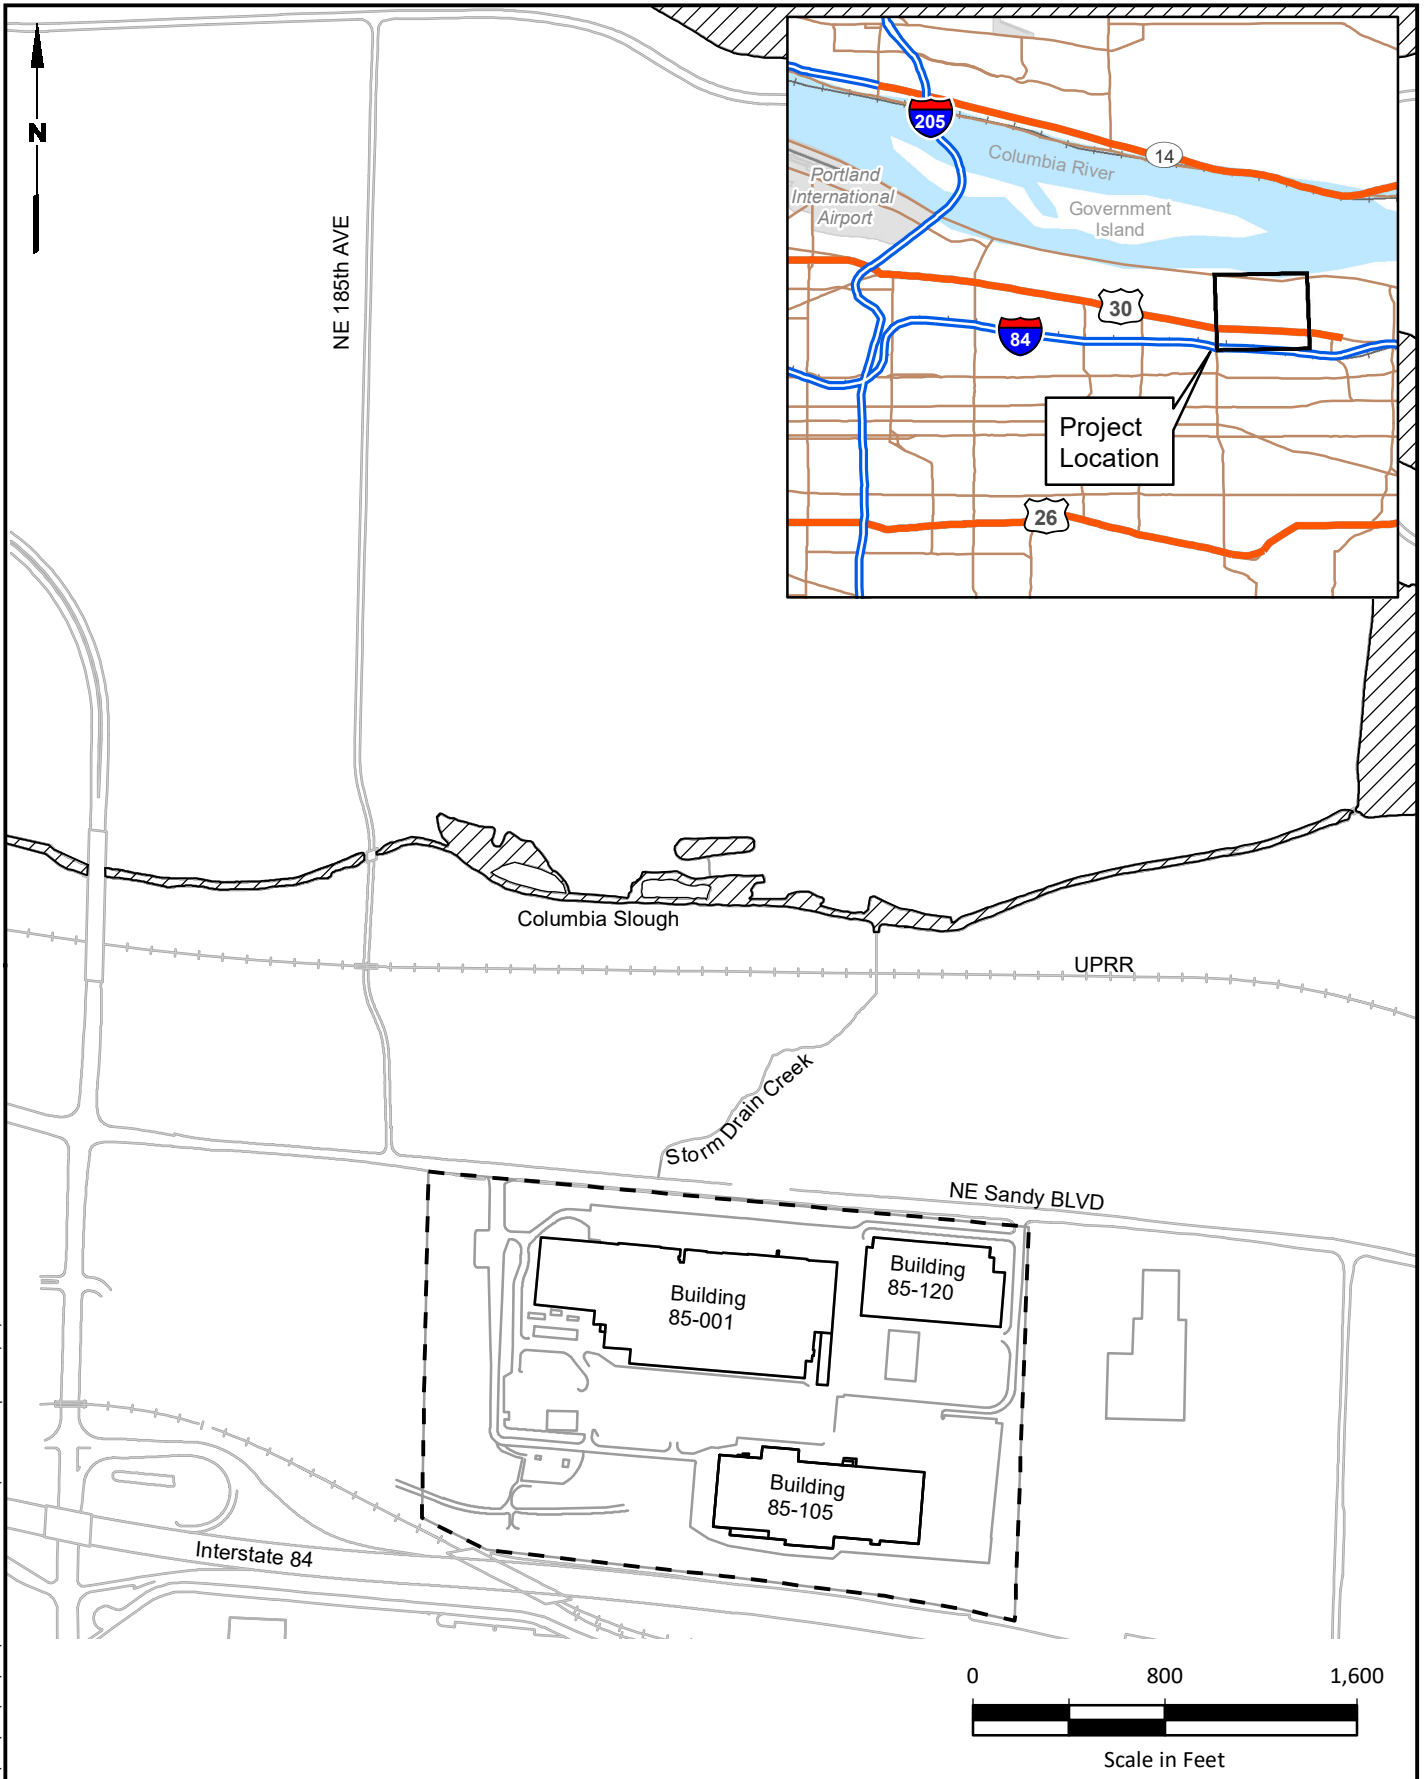 N
NE 185th AVE
205
Columbia River
14
Portland
International
Airport
Government
Island
30
84
Project
Location
26
Columbia Slough
UPRR
Storm Drain Creek
NE Sandy BLVD
Building
85-120
Building
85-001
Building
85-105
Interstate 84
0 800 1,600
Scale in Feet